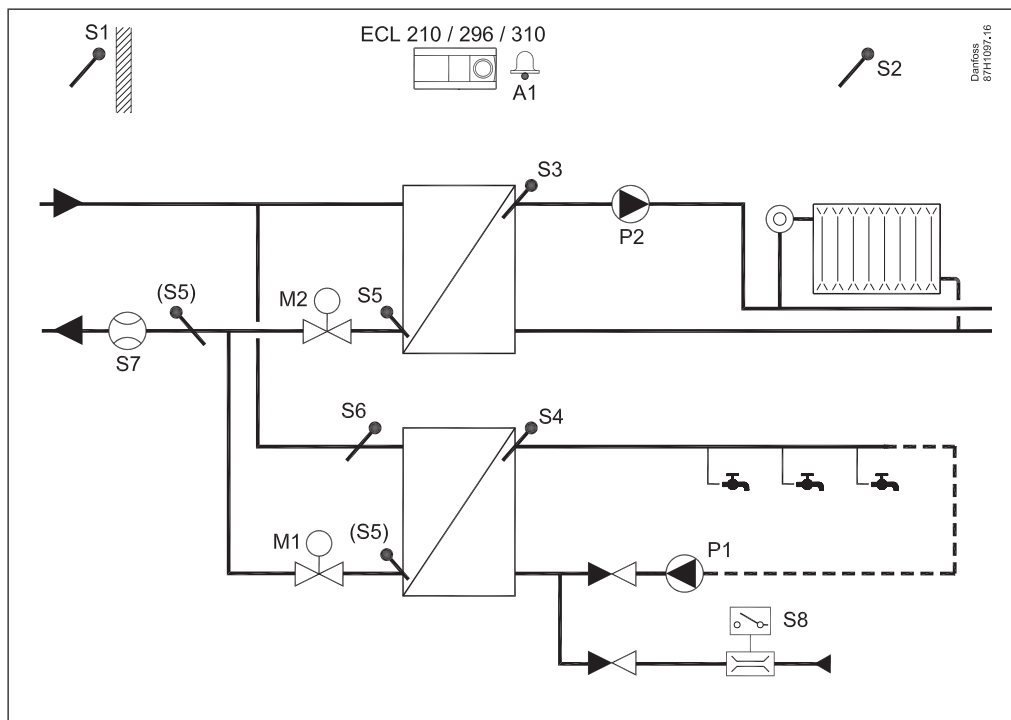 S1
ECL 210 / 296 / 310
A1
S2
Danfoss
87H1097.16
S3
P2
(S5)
M2
S5
S7
S6
S4
M1
(S5)
P1
S8